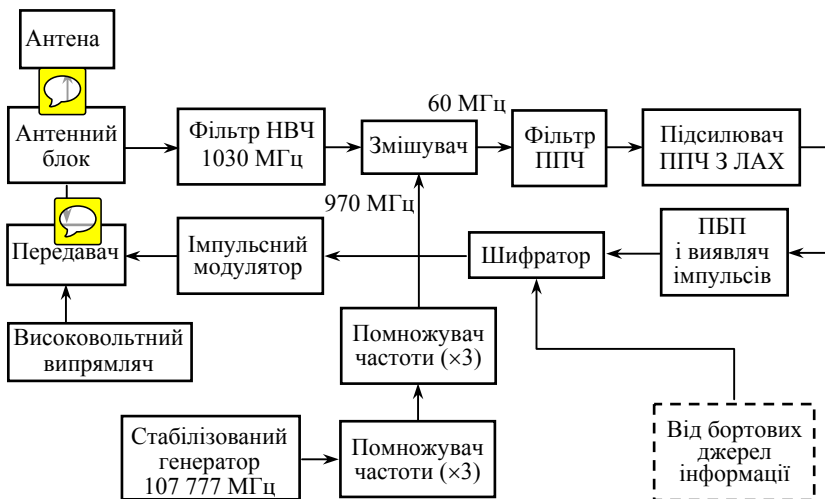 Антена
60 МГц
Антенний
блок
Фільтр НВЧ
1030 МГц
Змішувач
Фільтр
ППЧ
Підсилювач
ППЧ З ЛАХ
970 МГц
Передавач
Імпульсний
модулятор
Шифратор
ПБП
і виявляч
імпульсів
Високовольтний
випрямляч
Помножувач
частоти (×3)
Стабілізований
генератор
107 777 МГц
Помножувач
частоти (×3)
Від бортових
джерел
інформації